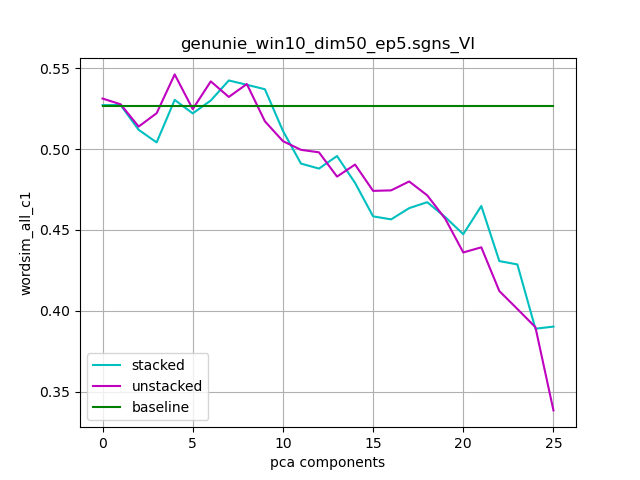 genunie_win10_dim50_ep5.sgns_VI
0.55
0.50
0.45
0.40
0.35
wordsim_all_c1
stacked
unstacked
baseline
0 5 10 15 20 25
pca components